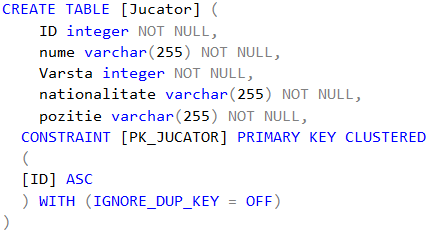 CREATE TABLE [Jucator] (
ID integer NOT NULL,
nume varchar(255) NOT NULL,
Varsta integer NOT NULL,
nationalitate varchar(255) NOT NULL,
pozitie varchar(255) NOT NULL,
CONSTRAINT [PK_JUCATOR] PRIMARY KEY CLUSTERED
(
[ID] ASC
) WITH (IGNORE_DUP_KEY = OFF)
)